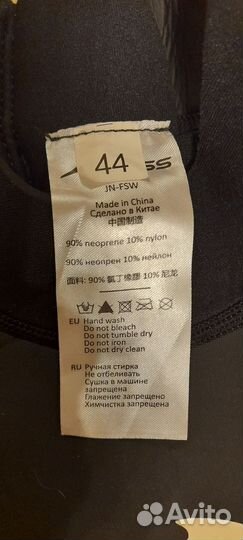 44
JN-FSW
Made in China
Сделано в Китае
中国制造
90% neoprene 10% nylon
90% неопрен 10% нейлон
面料: 90% 氯丁橡膠 10% 尼龙
EU Hand wash
Do not bleach
Do not tumble dry
Do not iron
Do not dry clean
RU Ручная стирка
Не отбеливать
Сушка в машине
запрещена
Глажение запрещено
Химчистка запрещена
Avito